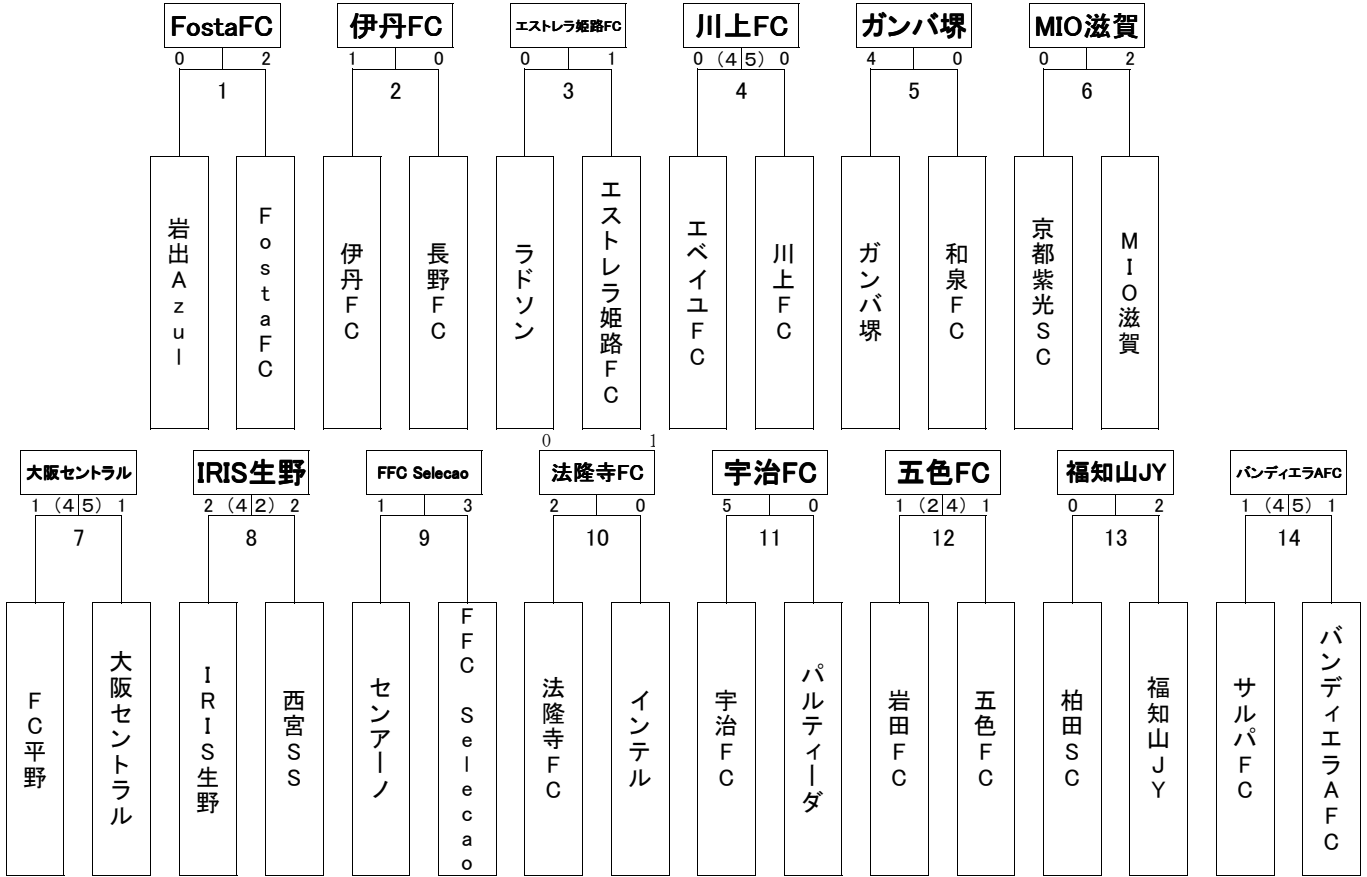 FostaFC 伊丹FC エストレラ姫路FC 川上FC ガンバ堺 MIO滋賀
0 2 1 0 0 1 0 (4 5) 0 4 0 0 2
1 2 3 4 5 6
岩出Azul
FostaFC
伊丹FC
長野FC
ラドソン
エストレラ姫路FC
エベイユFC
川上FC
ガンバ堺
和泉FC
京都紫光SC
MIO滋賀
0 1
大阪セントラル IRIS生野 FFC Selecao 法隆寺FC 宇治FC 五色FC 福知山JY バンディエラAFC
1 (4 5) 1 2 (4 2) 2 1 3 2 0 5 0 1 (2 4) 1 0 2 1 (4 5) 1
7 8 9 10 11 12 13 14
FC平野
大阪セントラル
IRIS生野
西宮SS
センアーノ
FFC Selecao
法隆寺FC
インテル
宇治FC
パルティーダ
岩田FC
五色FC
柏田SC
福知山JY
サルパFC
バンディエラAFC